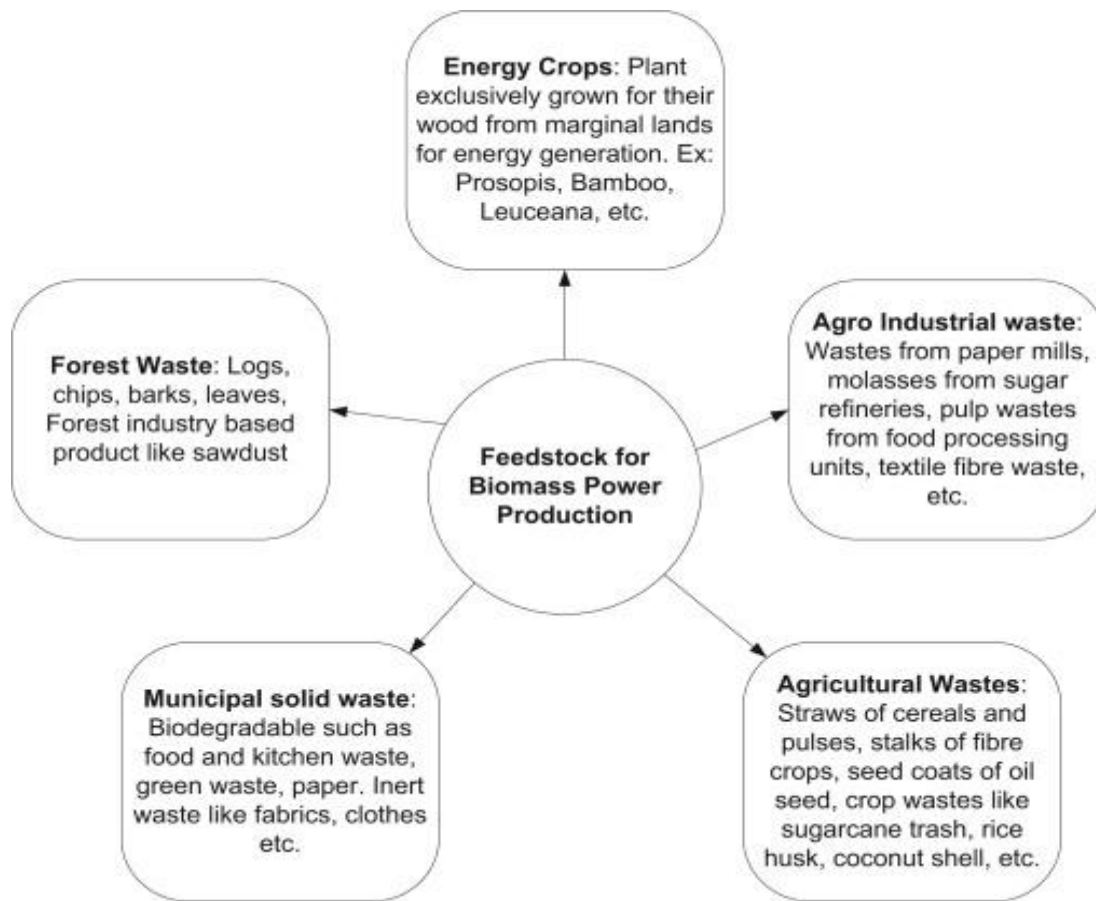 Energy Crops: Plant
exclusively grown for their
wood from marginal lands
for energy generation. Ex:
Prosopis, Bamboo,
Leuceana, etc.
Forest Waste: Logs,
chips, barks, leaves,
Forest industry based
product like sawdust
Agro Industrial waste:
Wastes from paper mills,
molasses from sugar
refineries, pulp wastes
from food processing
units, textile fibre waste,
etc.
Feedstock for
Biomass Power
Production
Municipal solid waste:
Biodegradable such as
food and kitchen waste,
green waste, paper. Inert
waste like fabrics, clothes
etc.
Agricultural Wastes:
Straws of cereals and
pulses, stalks of fibre
crops, seed coats of oil
seed, crop wastes like
sugarcane trash, rice
husk, coconut shell, etc.